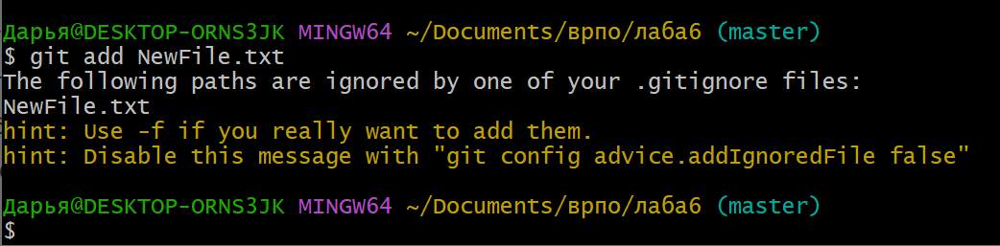 Дарья@DESKTOP-ORNS3JK MINGW64 ~/Documents/врпо/лаба6 (master)
$ git add NewFile.txt
The following paths are ignored by one of your .gitignore files:
NewFile.txt
hint: Use -f if you really want to add them.
hint: Disable this message with "git config advice.addIgnoredFile false"
Дарья@DESKTOP-ORNS3JK MINGW64 ~/Documents/врпо/лаба6 (master)
$